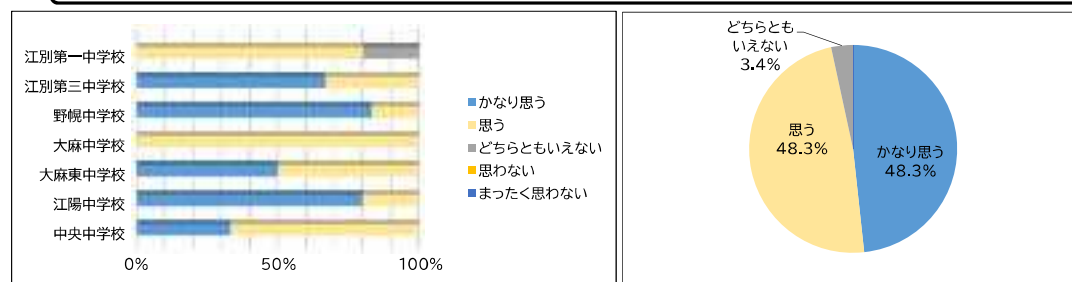 江別第一中学校
江別第三中学校
野幌中学校
大麻中学校
大麻東中学校
江陽中学校
中央中学校
0%
50%
100%
かなり思う
思う
どちらともいえない
思わない
まったく思わない
どちらとも
いえない
3.4%
思う
48.3%
かなり思う
48.3%